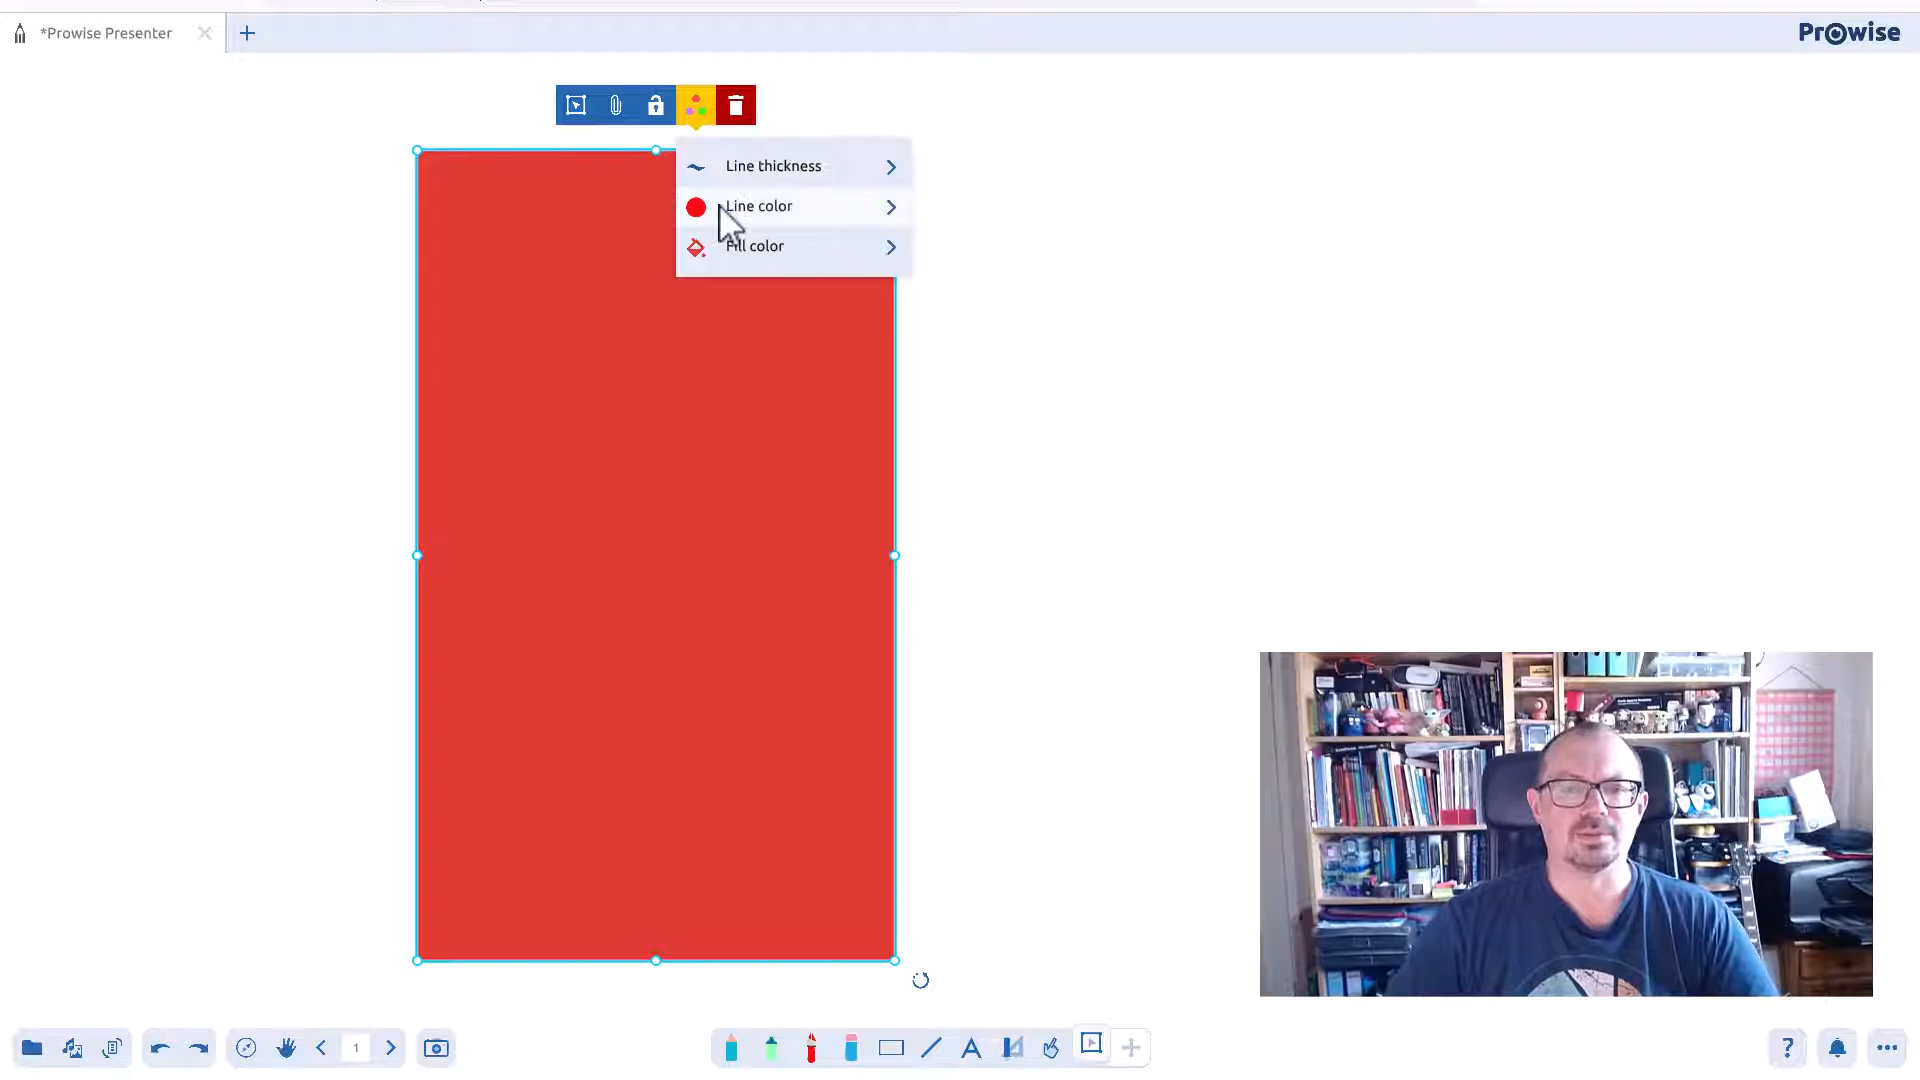 *Prowise Presenter
Prowise
Line thickness
Line color
Fill color
1